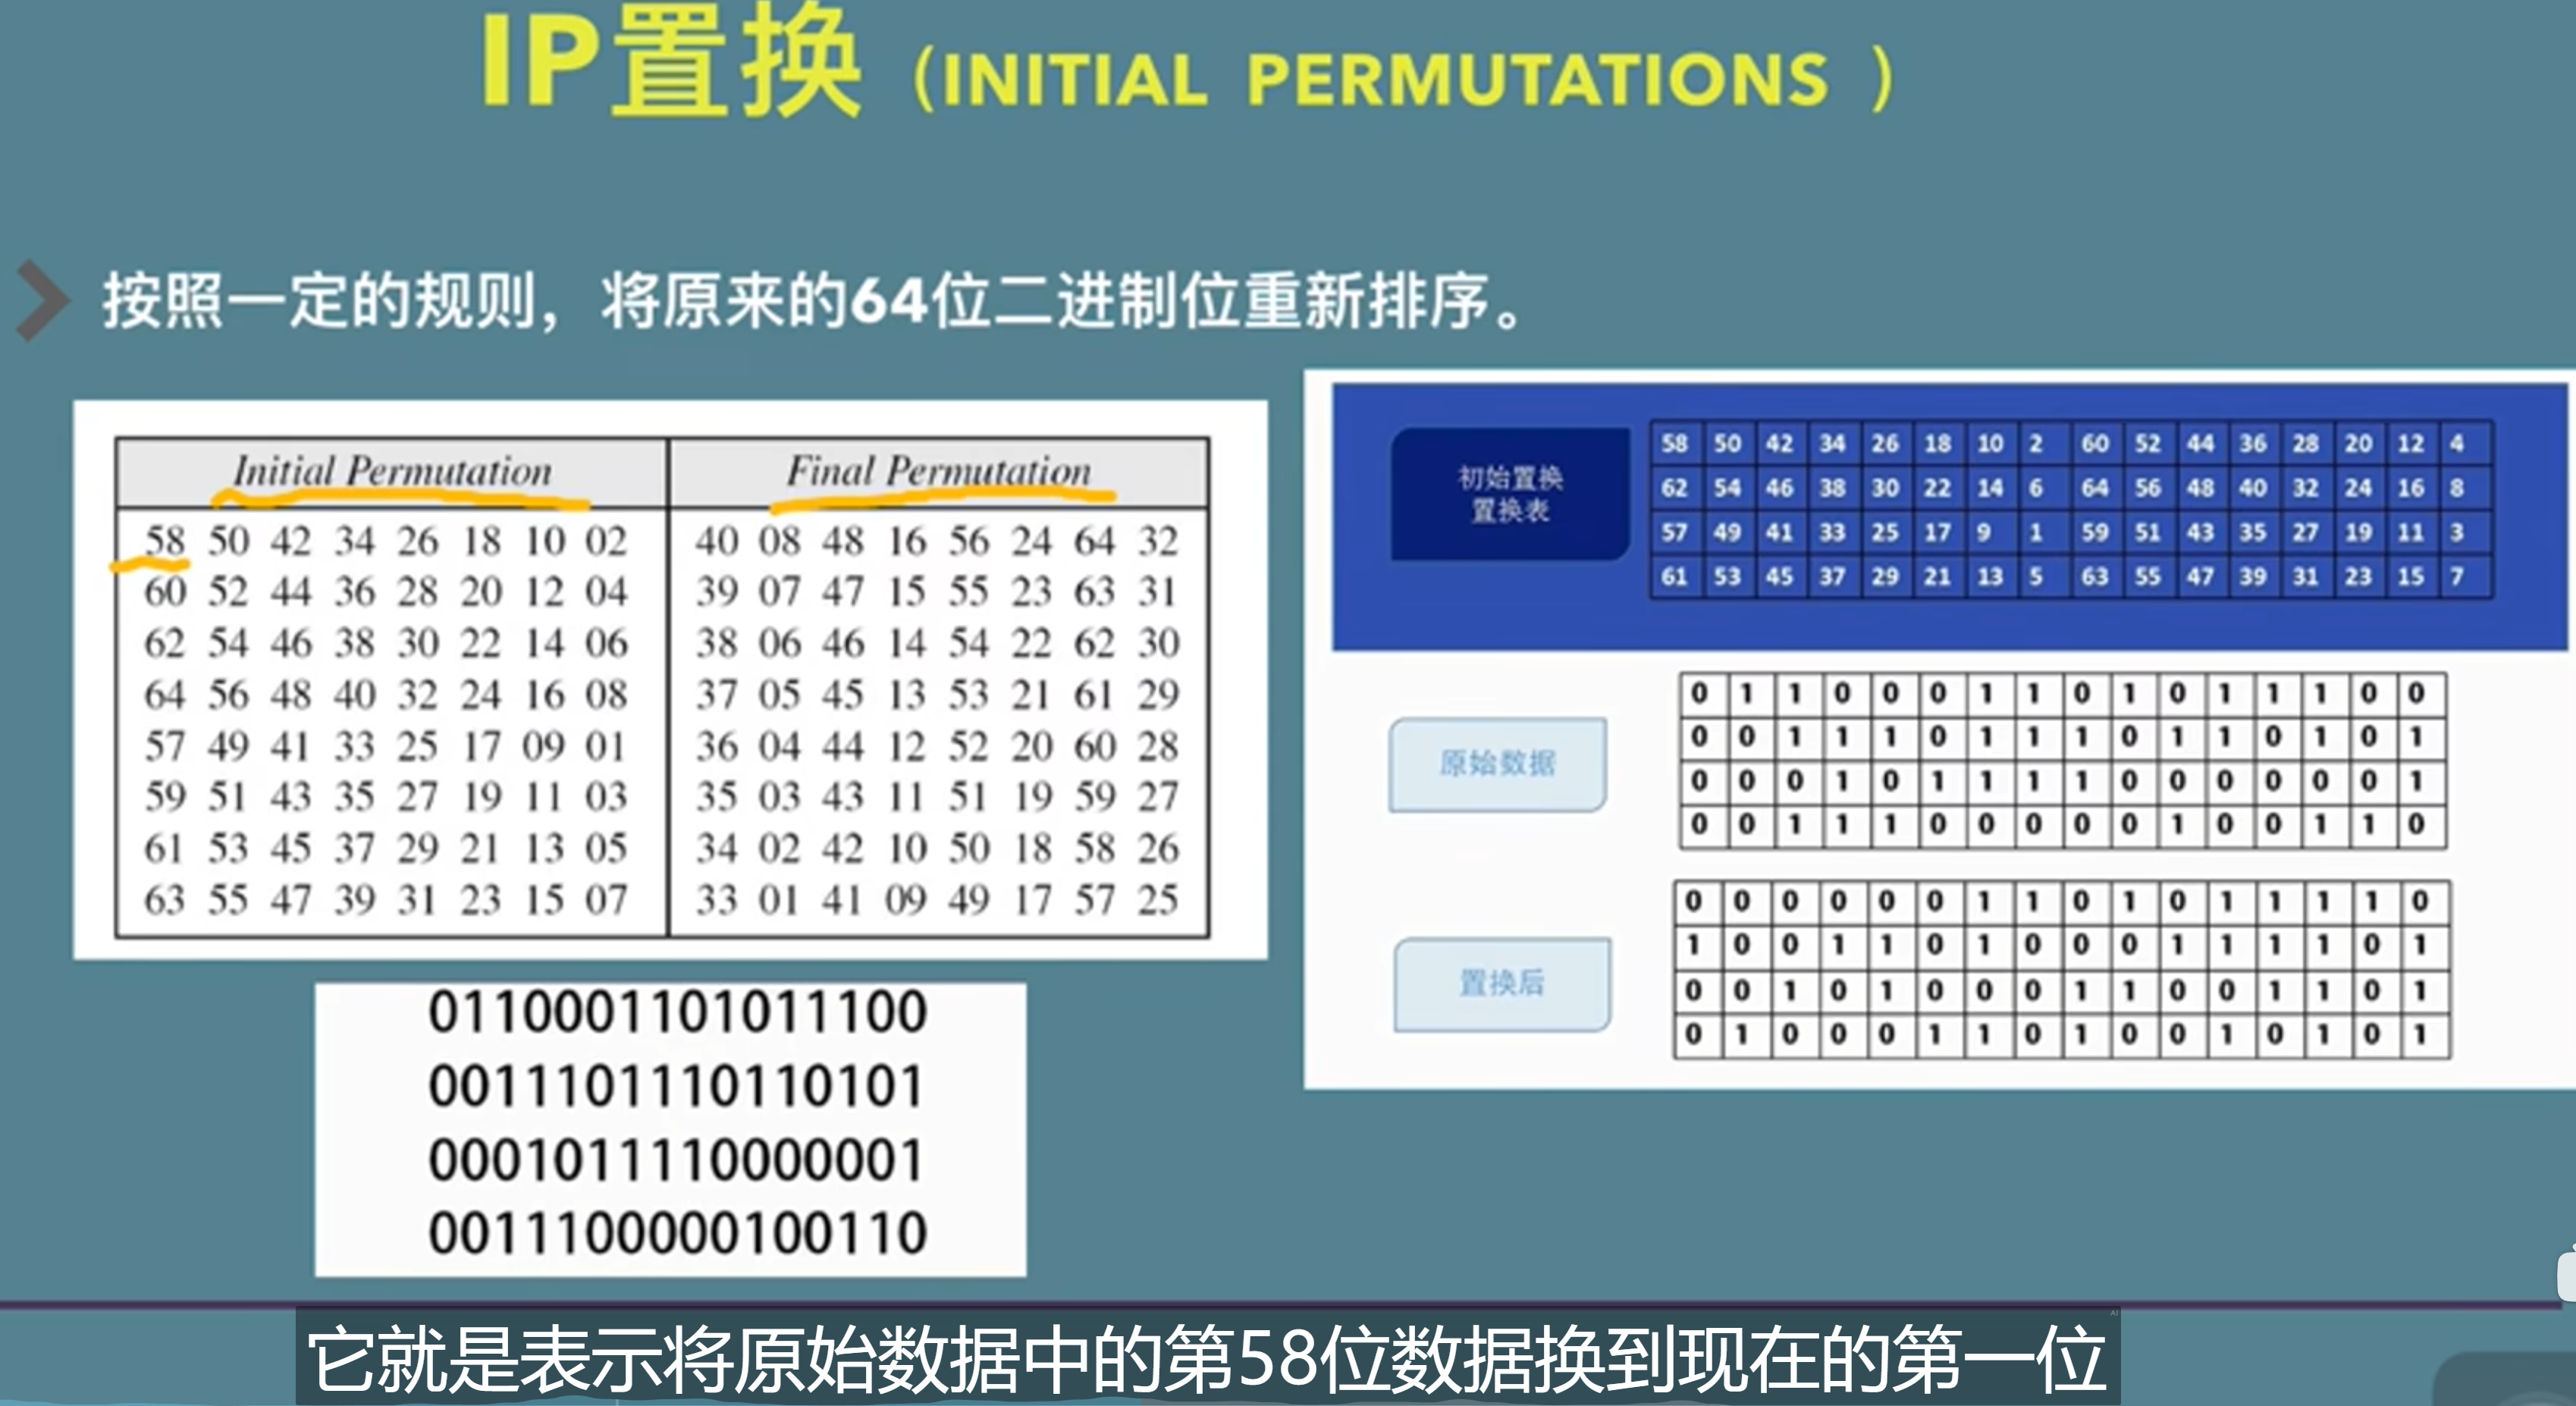 IP置换（INITIAL PERMUTATIONS ）
按照一定的规则，将原来的64位二进制位重新排序。
Initial Permutation Final Permutation
58 50 42 34 26 18 10 02 40 08 48 16 56 24 64 32
60 52 44 36 28 20 12 04 39 07 47 15 55 23 63 31
62 54 46 38 30 22 14 06 38 06 46 14 54 22 62 30
64 56 48 40 32 24 16 08 37 05 45 13 53 21 61 29
57 49 41 33 25 17 09 01 36 04 44 12 52 20 60 28
59 51 43 35 27 19 11 03 35 03 43 11 51 19 59 27
61 53 45 37 29 21 13 05 34 02 42 10 50 18 58 26
63 55 47 39 31 23 15 07 33 01 41 09 49 17 57 25
0110001101011100
0011101110110101
0001011110000001
0011100000100110
初始置换
置换表
58 50 42 34 26 18 10 2 60 52 44 36 28 20 12 4
62 54 46 38 30 22 14 6 64 56 48 40 32 24 16 8
57 49 41 33 25 17 9 1 59 51 43 35 27 19 11 3
61 53 45 37 29 21 13 5 63 55 47 39 31 23 15 7
原始数据
0 1 1 0 0 0 1 1 0 1 0 1 1 1 0 0
0 0 1 1 1 0 1 1 1 0 1 1 0 1 0 1
0 0 0 1 0 1 1 1 1 0 0 0 0 0 0 1
0 0 1 1 1 0 0 0 0 0 1 0 0 1 1 0
置换后
0 0 0 0 0 0 1 1 0 1 0 1 1 1 1 0
1 0 0 1 1 0 1 0 0 0 1 1 1 1 0 1
0 0 1 0 1 0 0 0 1 1 0 0 1 1 0 1
0 1 0 0 0 1 1 0 1 0 0 1 0 1 0 1
AI
它就是表示将原始数据中的第58位数据换到现在的第一位